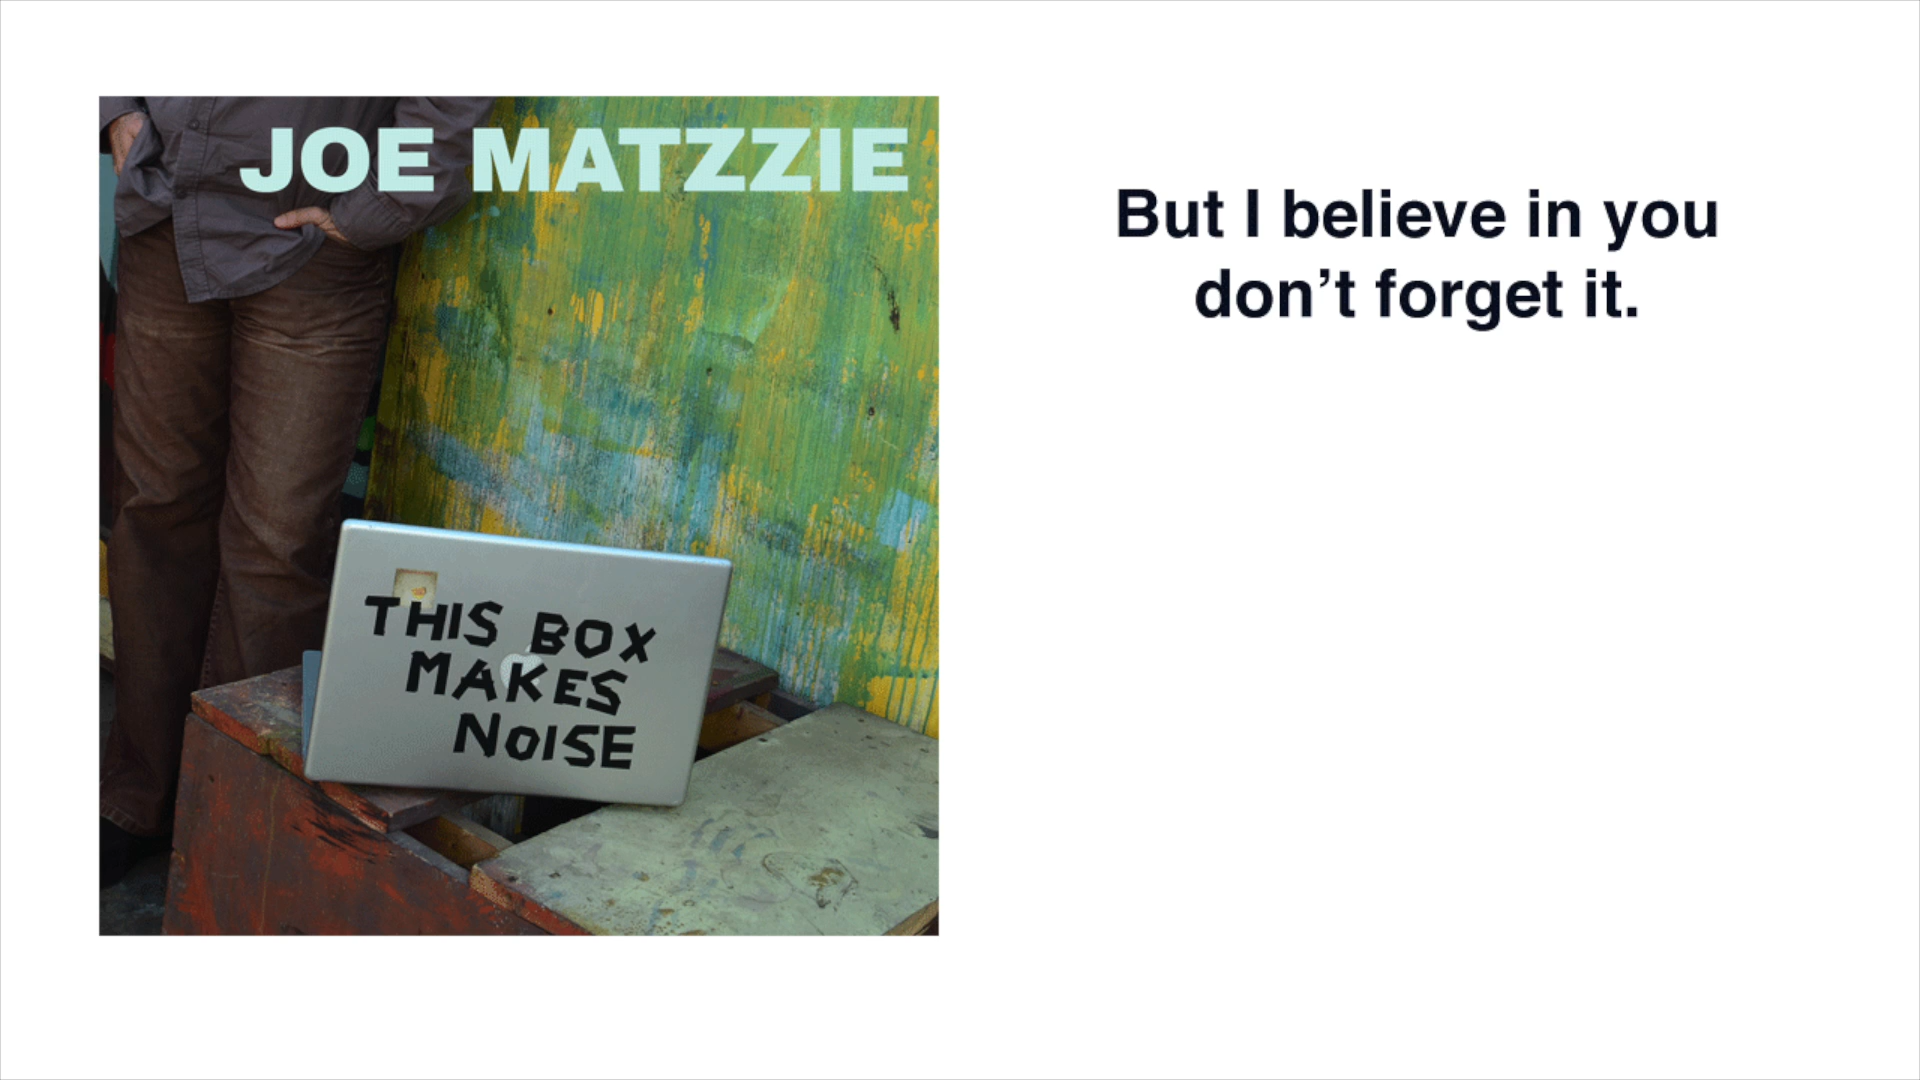 JOE MATZZIE
THIS BOX
MAKES
NOISE
But I believe in you
don’t forget it.